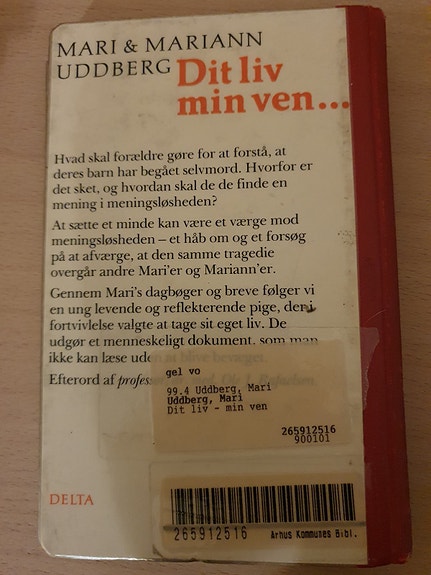 MARI & MARIANN
UDDBERG Dit liv
min ven...
Hvad skal forældre gøre for at forstå, at
deres barn har begået selvmord. Hvorfor er
det sket, og hvordan skal de de finde en
mening i meningsløsheden?
At sætte et minde kan være et værge mod
meningsløsheden – et håb om og et forsøg
på at afværge, at den samme tragedie
overgår andre Mari'er og Mariann'er.
Gennem Mari's dagbøger og breve følger vi
en ung levende og reflekterende pige, der i
fortvivlelse valgte at tage sit eget liv. De
udgør et menneskeligt dokument, som man
ikke kan læse uden at blive bevæget.
Efterord af
gel vo
99.4 Uddberg, Mari
Uddberg, Mari
Dit liv - min ven
265912516
900101
DELTA
265912516 Århus Kommunes Bibl.